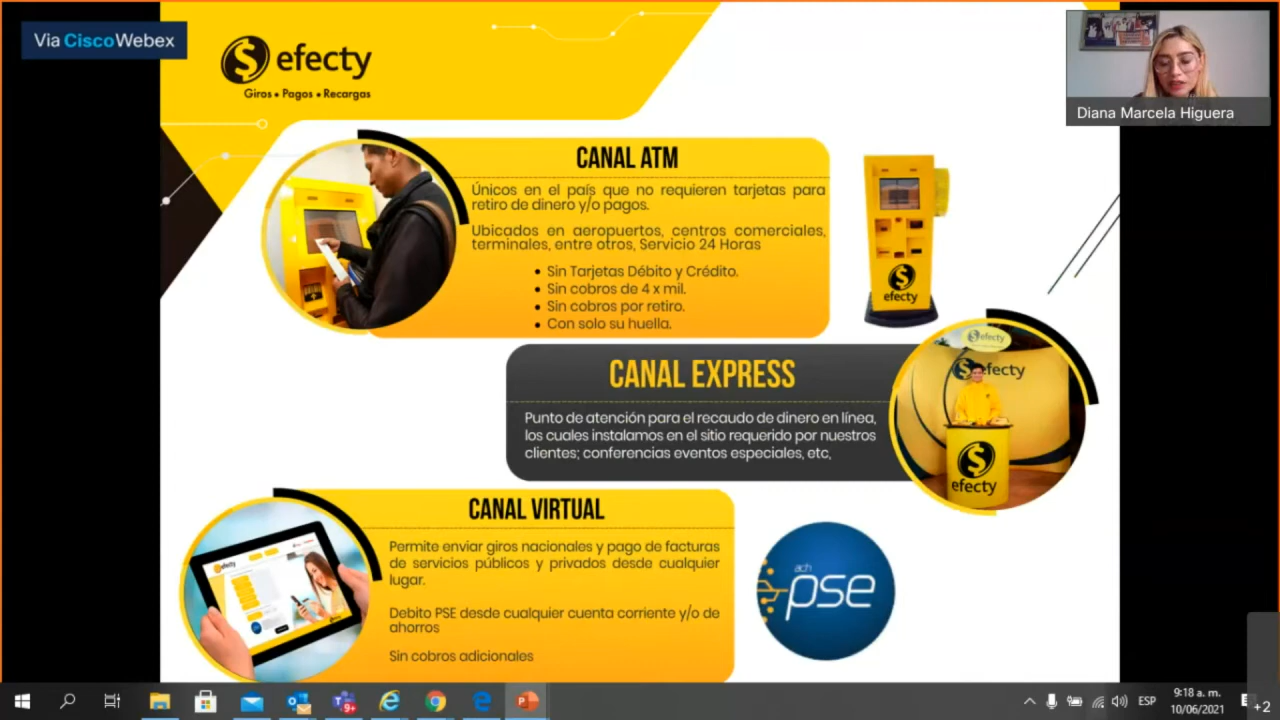 Via Cisco Webex
efecty
Giros • Pagos • Recargas
Diana Marcela Higuera
CANAL ATM
Únicos en el país que no requieren tarjetas para
retiro de dinero y/o pagos.
Ubicados en aeropuertos, centros comerciales,
terminales, entre otros, Servicio 24 Horas
• Sin Tarjetas Débito y Crédito.
• Sin cobros de 4 x mil.
• Sin cobros por retiro.
• Con solo su huella.
efecty
CANAL EXPRESS
Punto de atención para el recaudo de dinero en línea,
los cuales instalamos en el sitio requerido por nuestros
clientes; conferencias eventos especiales, etc,
efecty
efecty
efecty
CANAL VIRTUAL
Permite enviar giros nacionales y pago de facturas
de servicios públicos y privados desde cualquier
lugar.
Debito PSE desde cualquier cuenta corriente y/o de
ahorros
Sin cobros adicionales
efecty
ach
pse
9+
ESP
9:18 a. m.
10/06/2021
+2